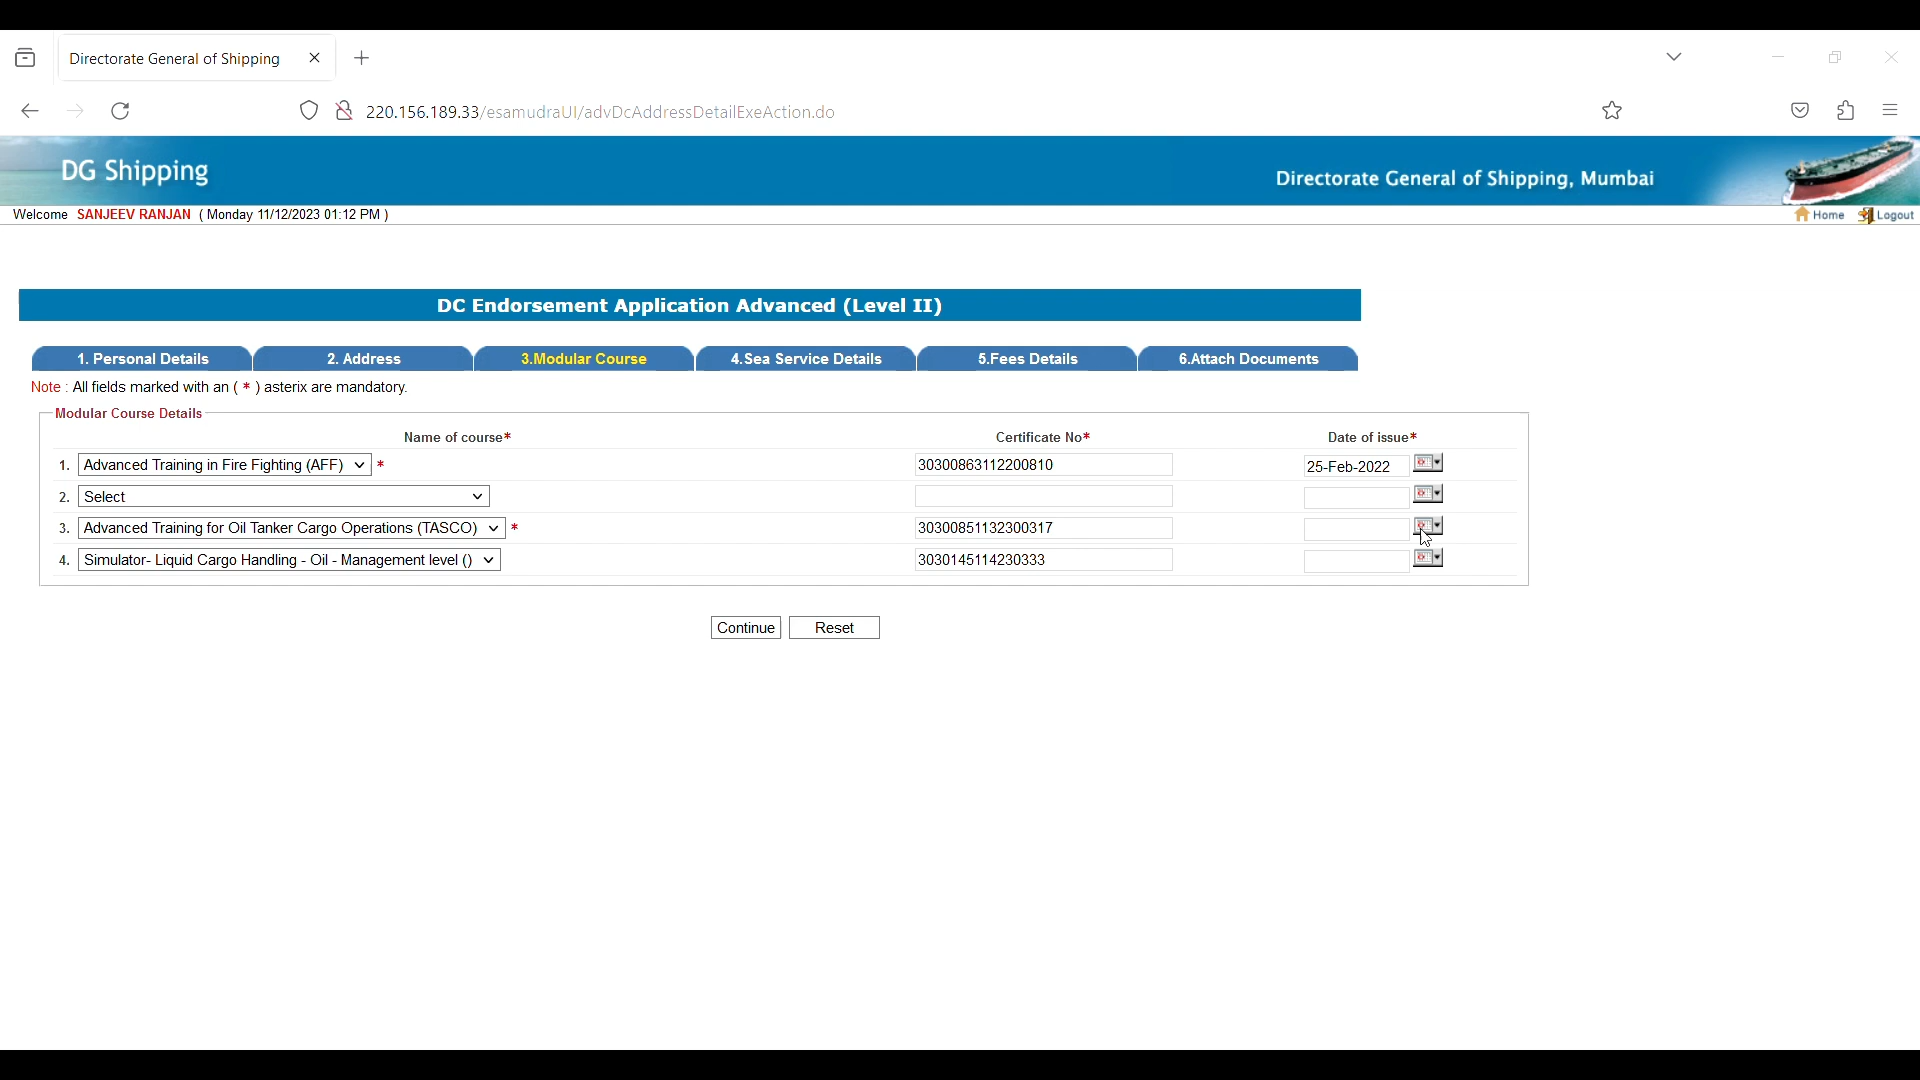 Directorate General of Shipping
220.156.189.33/esamudraUI/advDcAddressDetailExeAction.do
DG Shipping
Directorate General of Shipping, Mumbai
Welcome SANJEEV RANJAN ( Monday 11/12/2023 01:12 PM )
Home Logout
DC Endorsement Application Advanced (Level II)
1. Personal Details 2. Address 3.Modular Course 4.Sea Service Details 5.Fees Details 6.Attach Documents
Note : All fields marked with an ( * ) asterix are mandatory.
Modular Course Details
Name of course* Certificate No* Date of issue*
1. Advanced Training in Fire Fighting (AFF) * 30300863112200810 25-Feb-2022
2. Select
3. Advanced Training for Oil Tanker Cargo Operations (TASCO) * 30300851132300317
4. Simulator- Liquid Cargo Handling - Oil - Management level () 3030145114230333
Continue Reset